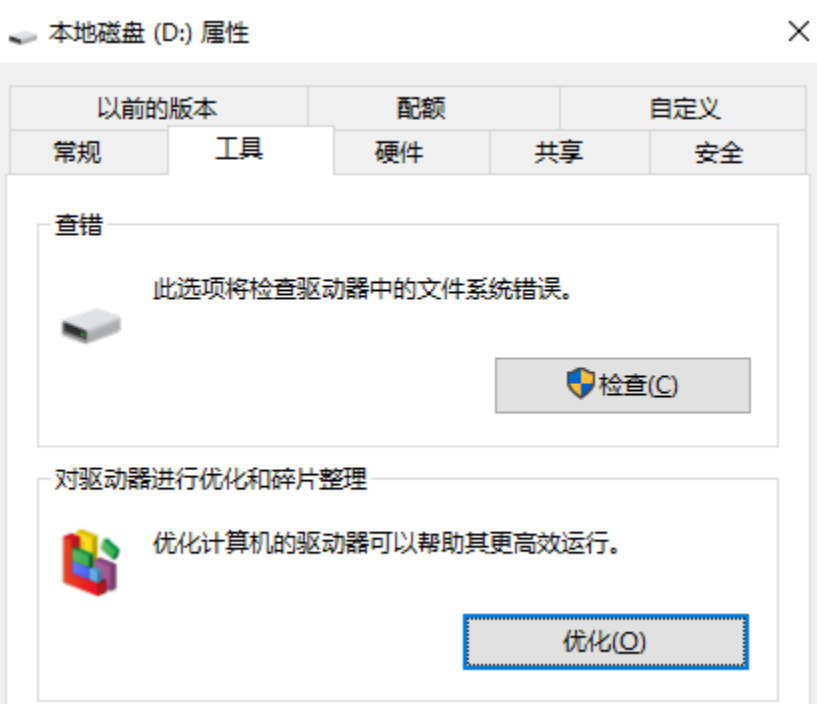 本地磁盘 (D:) 属性
以前的版本 配额 自定义
常规 工具 硬件 共享 安全
查错
此选项将检查驱动器中的文件系统错误。
检查(C)
对驱动器进行优化和碎片整理
优化计算机的驱动器可以帮助其更高效运行。
优化(O)